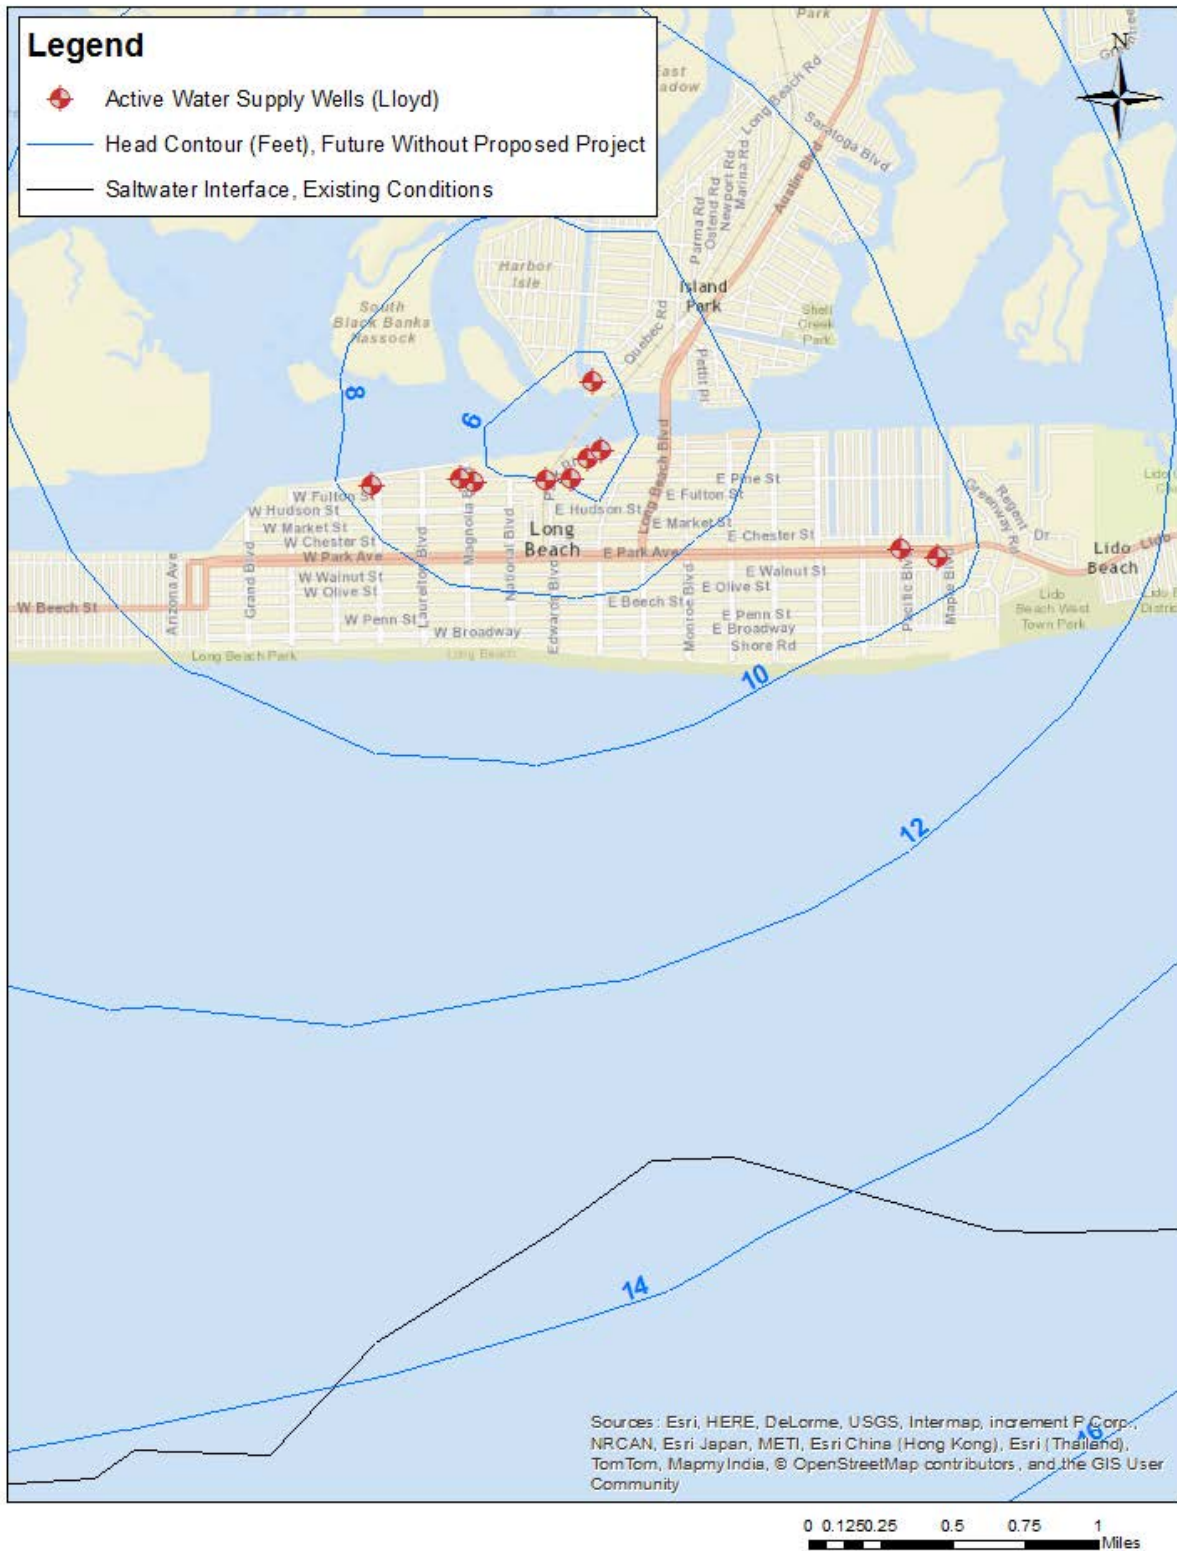 Legend
Active Water Supply Wells (Lloyd)
Head Contour (Feet), Future Without Proposed Project
Saltwater Interface, Existing Conditions
Park
N
Long Beach Rd
Saratoga Blvd
Austin Blvd
Marina Rd
Newport Rd
Ostend Rd
Parma Rd
Harbor
Isle
Island
Park
South
Black Banks
Hassock
Shell
Creek
Park
Quebec Rd
Pettit Pl
8
6
Long Beach Blvd
W Fulton St
W Hudson St
W Market St
W Chester St
W Park Ave
W Walnut St
W Olive St
W Penn St
W Broadway
W Beech St
Arizona Ave
Grand Blvd
Laurelton Blvd
Magnolia B
National Blvd
Edwards Blvd
Long
Beach
E Pine St
E Fulton St
E Hudson St
E Market St
E Chester St
E Park Ave
E Walnut St
E Olive St
E Beech St
E Penn St
E Broadway
Shore Rd
Monroe Blvd
Pacific Blv
Maple Blvd
Greenway Rd
Regent
Dr
Lido
Beach
Lido
Lido
Beach West
Town Park
Long Beach Park
Long Beach
10
12
14
16
Sources: Esri, HERE, DeLorme, USGS, Intermap, increment P Corp.,
NRCAN, Esri Japan, METI, Esri China (Hong Kong), Esri (Thailand),
TomTom, MapmyIndia, © OpenStreetMap contributors, and the GIS User
Community
0 0.1250.25 0.5 0.75 1
Miles